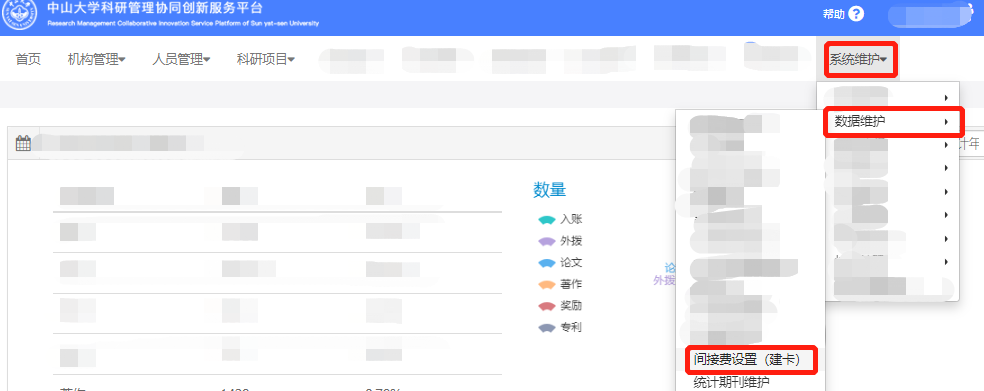 中山大学科研管理协同创新服务平台
Research Management Collaborative Innovation Service Platform of Sun yat-sen University
帮助 ?
首页 机构管理 人员管理 科研项目 系统维护
数据维护
计年
数量
入账
外拨
论文
著作
奖励
专利
论
外拨
间接费设置（建卡）
统计期刊维护